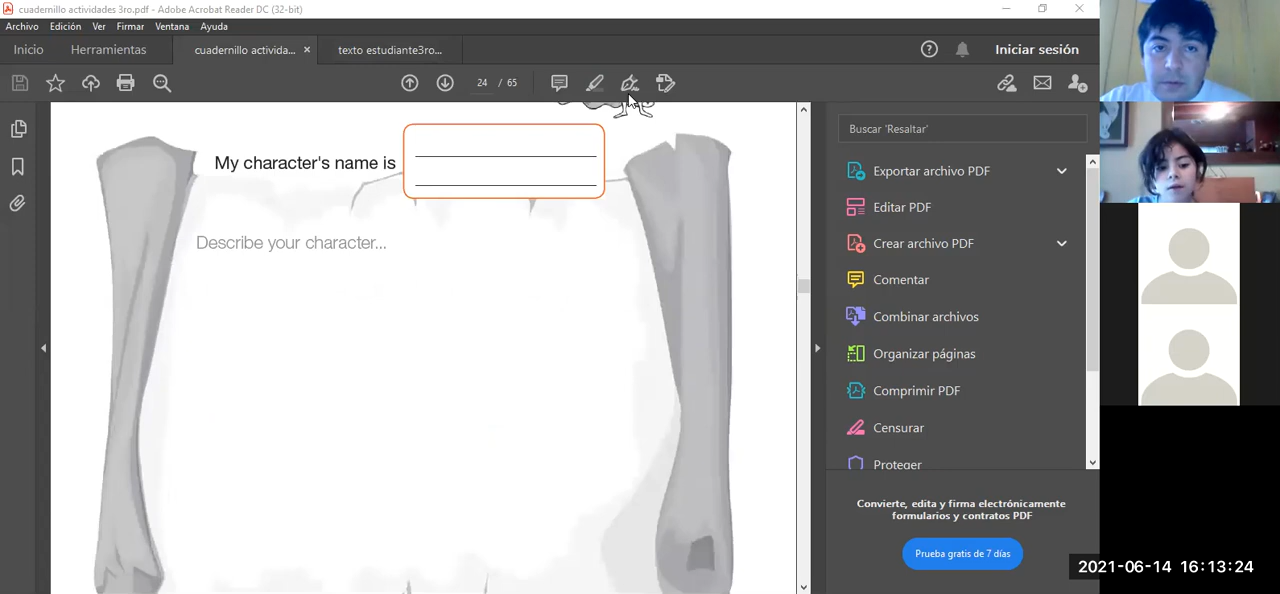 cuadernillo actividades 3ro.pdf - Adobe Acrobat Reader DC (32-bit)
Archivo Edición Ver Firmar Ventana Ayuda
Inicio Herramientas cuadernillo activida... × texto estudiante3ro... Iniciar sesión
24 / 65
My character's name is
Describe your character...
Buscar 'Resaltar'
Exportar archivo PDF
Editar PDF
Crear archivo PDF
Comentar
Combinar archivos
Organizar páginas
Comprimir PDF
Censurar
Proteger
Convierte, edita y firma electrónicamente
formularios y contratos PDF
Prueba gratis de 7 días
2021-06-14 16:13:24